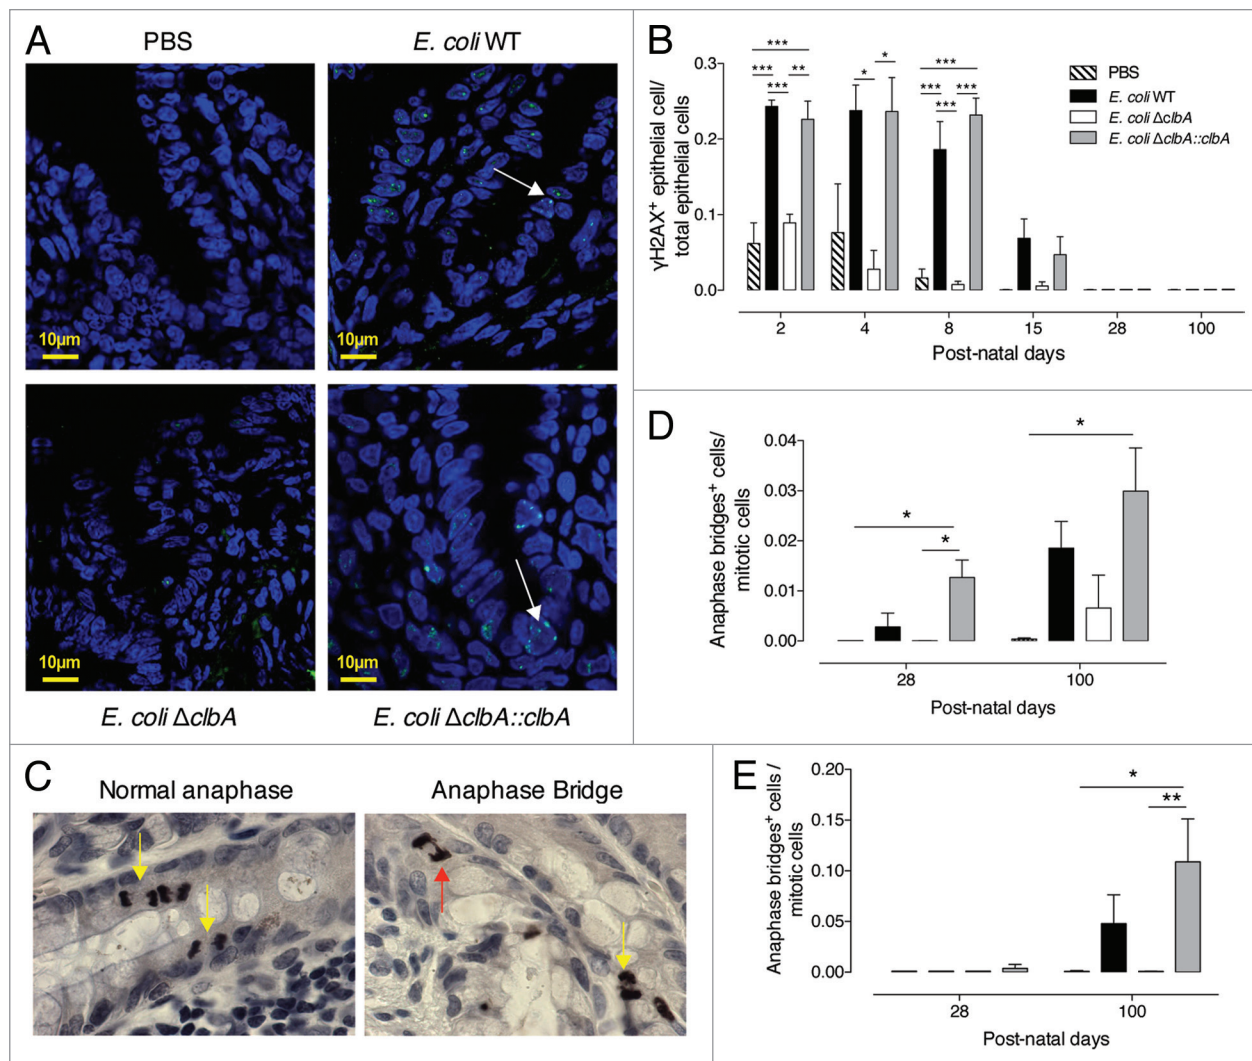 A
PBS
E. coli WT
10µm
10µm
10µm
10µm
E. coli ΔclbA
E. coli ΔclbA::clbA
B
γH2AX⁺ epithelial cell/
total epithelial cells
0.3
0.2
0.1
0.0
*** *** *** **
* *
*** *** *** ***
PBS
E. coli WT
E. coli ΔclbA
E. coli ΔclbA::clbA
2 4 8 15 28 100
Post-natal days
D
Anaphase bridges⁺ cells/
mitotic cells
0.04
0.03
0.02
0.01
0.00
*
*
*
28 100
Post-natal days
C
Normal anaphase
Anaphase Bridge
E
Anaphase bridges⁺ cells /
mitotic cells
0.20
0.15
0.10
0.05
0.00
*
**
28 100
Post-natal days